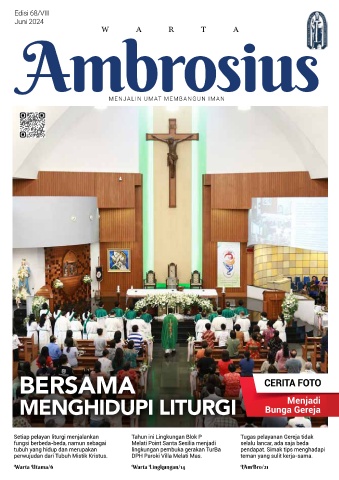 Edisi 68/VIII
Juni 2024
WARTA
Ambrosius
MENJALIN UMAT MEMBANGUN IMAN
BERSAMA
MENGHIDUPI LITURGI
CERITA FOTO
Menjadi
Bunga Gereja
Setiap pelayan liturgi menjalankan
fungsi berbeda-beda, namun sebagai
tubuh yang hidup dan merupakan
perwujudan dari Tubuh Mistik Kristus.
Warta Utama/6
Tahun ini Lingkungan Blok P
Melati Point Santa Sesilia menjadi
lingkungan pembuka gerakan TurBa
DPH Paroki Villa Melati Mas.
Warta Lingkungan/14
Tugas pelayanan Gereja tidak
selalu lancar, ada saja beda
pendapat. Simak tips menghadapi
teman yang sulit kerja-sama.
OmBro/21